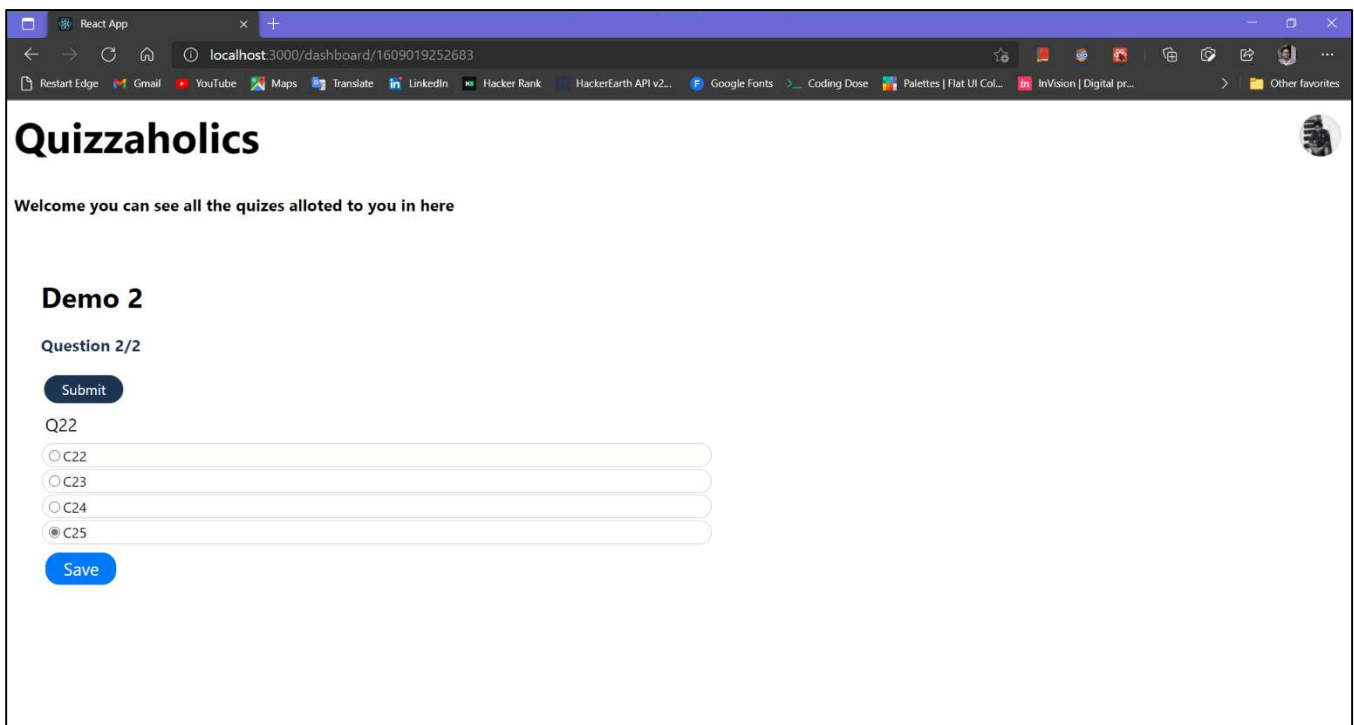 React App
localhost:3000/dashboard/1609019252683
Restart Edge Gmail YouTube Maps Translate LinkedIn Hacker Rank HackerEarth API v2... Google Fonts Coding Dose Palettes | Flat UI Col... InVision | Digital pr... Other favorites
Quizzaholics
Welcome you can see all the quizes alloted to you in here
Demo 2
Question 2/2
Submit
Q22
C22
C23
C24
C25
Save